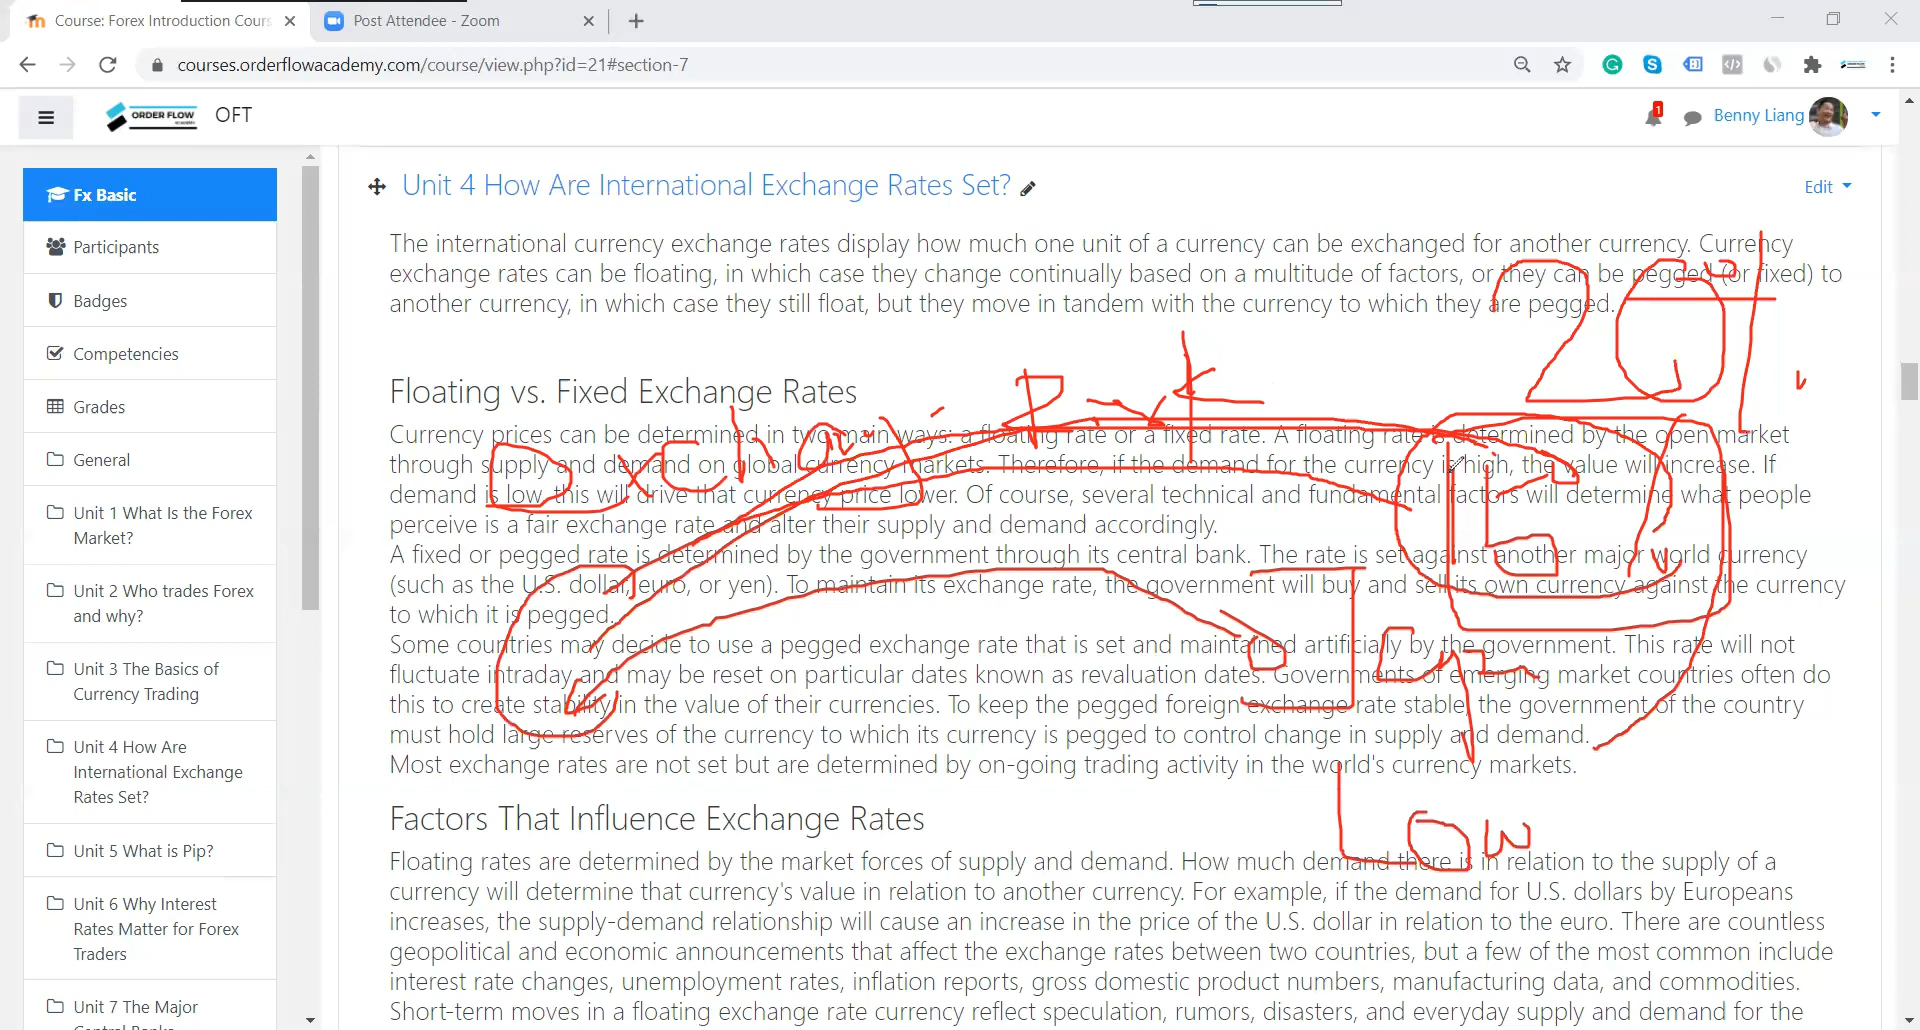 Course: Forex Introduction Cours
Post Attendee - Zoom
courses.orderflowacademy.com/course/view.php?id=21#section-7
ORDER FLOW
ACADEMY
OFT
1
Benny Liang
Fx Basic
Participants
Badges
Competencies
Grades
General
Unit 1 What Is the Forex
Market?
Unit 2 Who trades Forex
and why?
Unit 3 The Basics of
Currency Trading
Unit 4 How Are
International Exchange
Rates Set?
Unit 5 What is Pip?
Unit 6 Why Interest
Rates Matter for Forex
Traders
Unit 7 The Major
Unit 4 How Are International Exchange Rates Set?
Edit
The international currency exchange rates display how much one unit of a currency can be exchanged for another currency. Currency
exchange rates can be floating, in which case they change continually based on a multitude of factors, or they can be pegged (or fixed) to
another currency, in which case they still float, but they move in tandem with the currency to which they are pegged.
Floating vs. Fixed Exchange Rates
Currency prices can be determined in two main ways: a floating rate or a fixed rate. A floating rate is determined by the open market
through supply and demand on global currency markets. Therefore, if the demand for the currency is high, the value will increase. If
demand is low, this will drive that currency price lower. Of course, several technical and fundamental factors will determine what people
perceive is a fair exchange rate and alter their supply and demand accordingly.
A fixed or pegged rate is determined by the government through its central bank. The rate is set against another major world currency
(such as the U.S. dollar, euro, or yen). To maintain its exchange rate, the government will buy and sell its own currency against the currency
to which it is pegged.
Some countries may decide to use a pegged exchange rate that is set and maintained artificially by the government. This rate will not
fluctuate intraday and may be reset on particular dates known as revaluation dates. Governments of emerging market countries often do
this to create stability in the value of their currencies. To keep the pegged foreign exchange rate stable, the government of the country
must hold large reserves of the currency to which its currency is pegged to control change in supply and demand.
Most exchange rates are not set but are determined by on-going trading activity in the world's currency markets.
Low
Factors That Influence Exchange Rates
Floating rates are determined by the market forces of supply and demand. How much demand there is in relation to the supply of a
currency will determine that currency's value in relation to another currency. For example, if the demand for U.S. dollars by Europeans
increases, the supply-demand relationship will cause an increase in the price of the U.S. dollar in relation to the euro. There are countless
geopolitical and economic announcements that affect the exchange rates between two countries, but a few of the most common include
interest rate changes, unemployment rates, inflation reports, gross domestic product numbers, manufacturing data, and commodities.
Short-term moves in a floating exchange rate currency reflect speculation, rumors, disasters, and everyday supply and demand for the